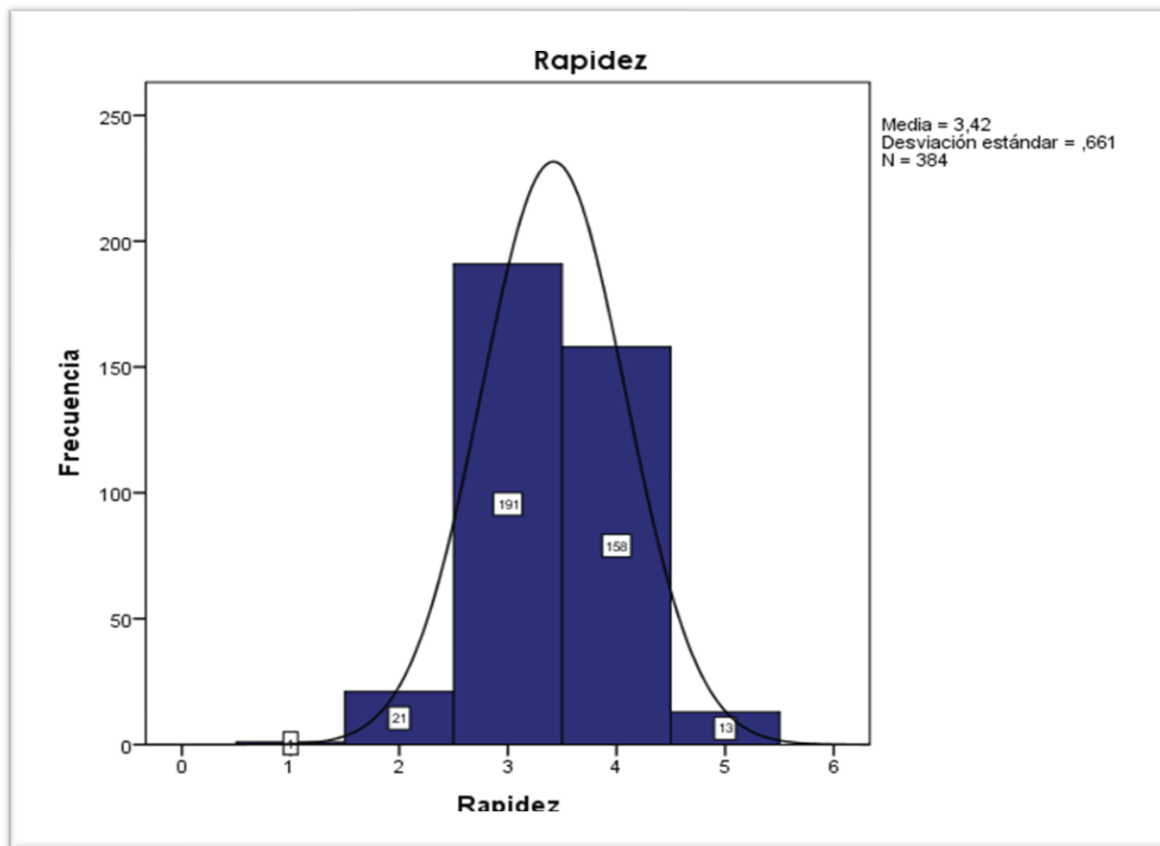 Rapidez
Media = 3,42
Desviación estándar = ,661
N = 384
250
200
150
100
50
0
Frecuencia
1
21
191
158
13
0 1 2 3 4 5 6
Rapidez